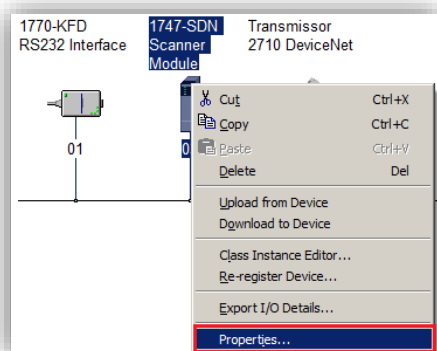 1770-KFD
RS232 Interface
1747-SDN
Scanner
Module
Transmissor
2710 DeviceNet
01
0
Cut Ctrl+X
Copy Ctrl+C
Paste Ctrl+V
Delete Del
Upload from Device
Download to Device
Class Instance Editor...
Re-register Device...
Export I/O Details...
Properties...